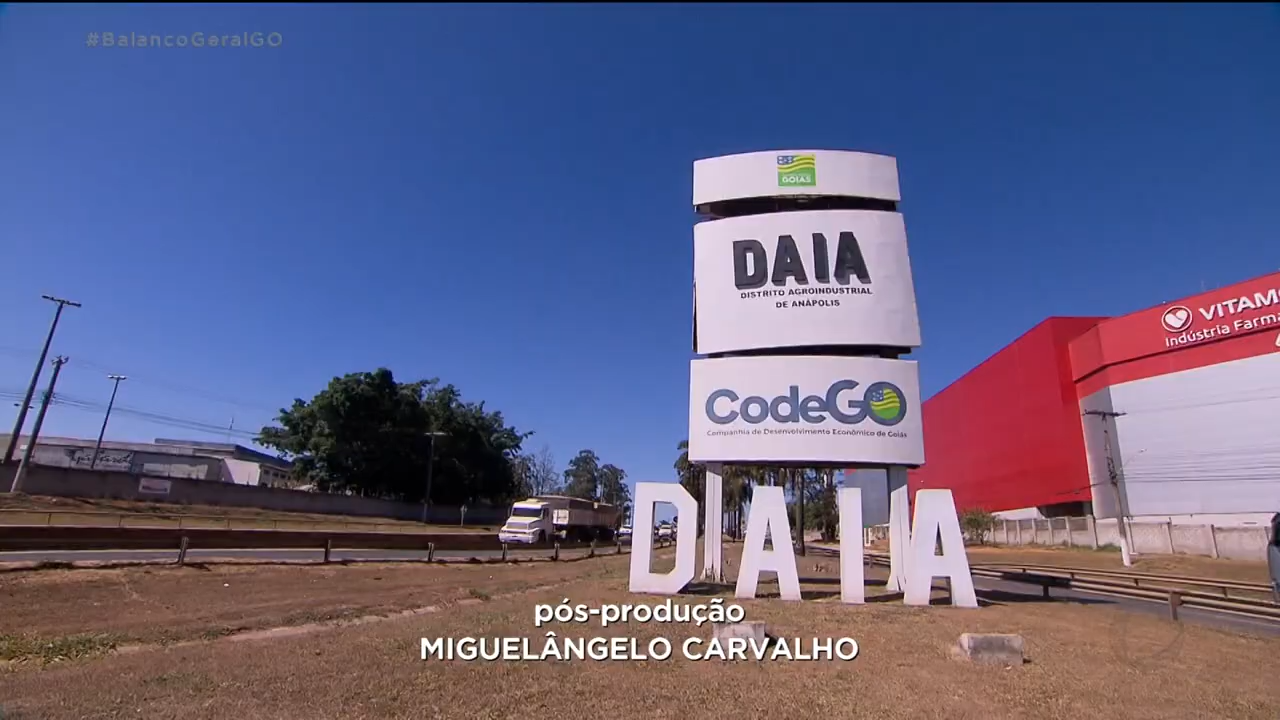 #BalancoGeralGO
GOIÁS
DAIA
DISTRITO AGROINDUSTRIAL
DE ANÁPOLIS
CodeGO
Companhia de Desenvolvimento Econômico de Goiás
VITAM
Indústria Farma
DAIA
pós-produção
MIGUELÂNGELO CARVALHO